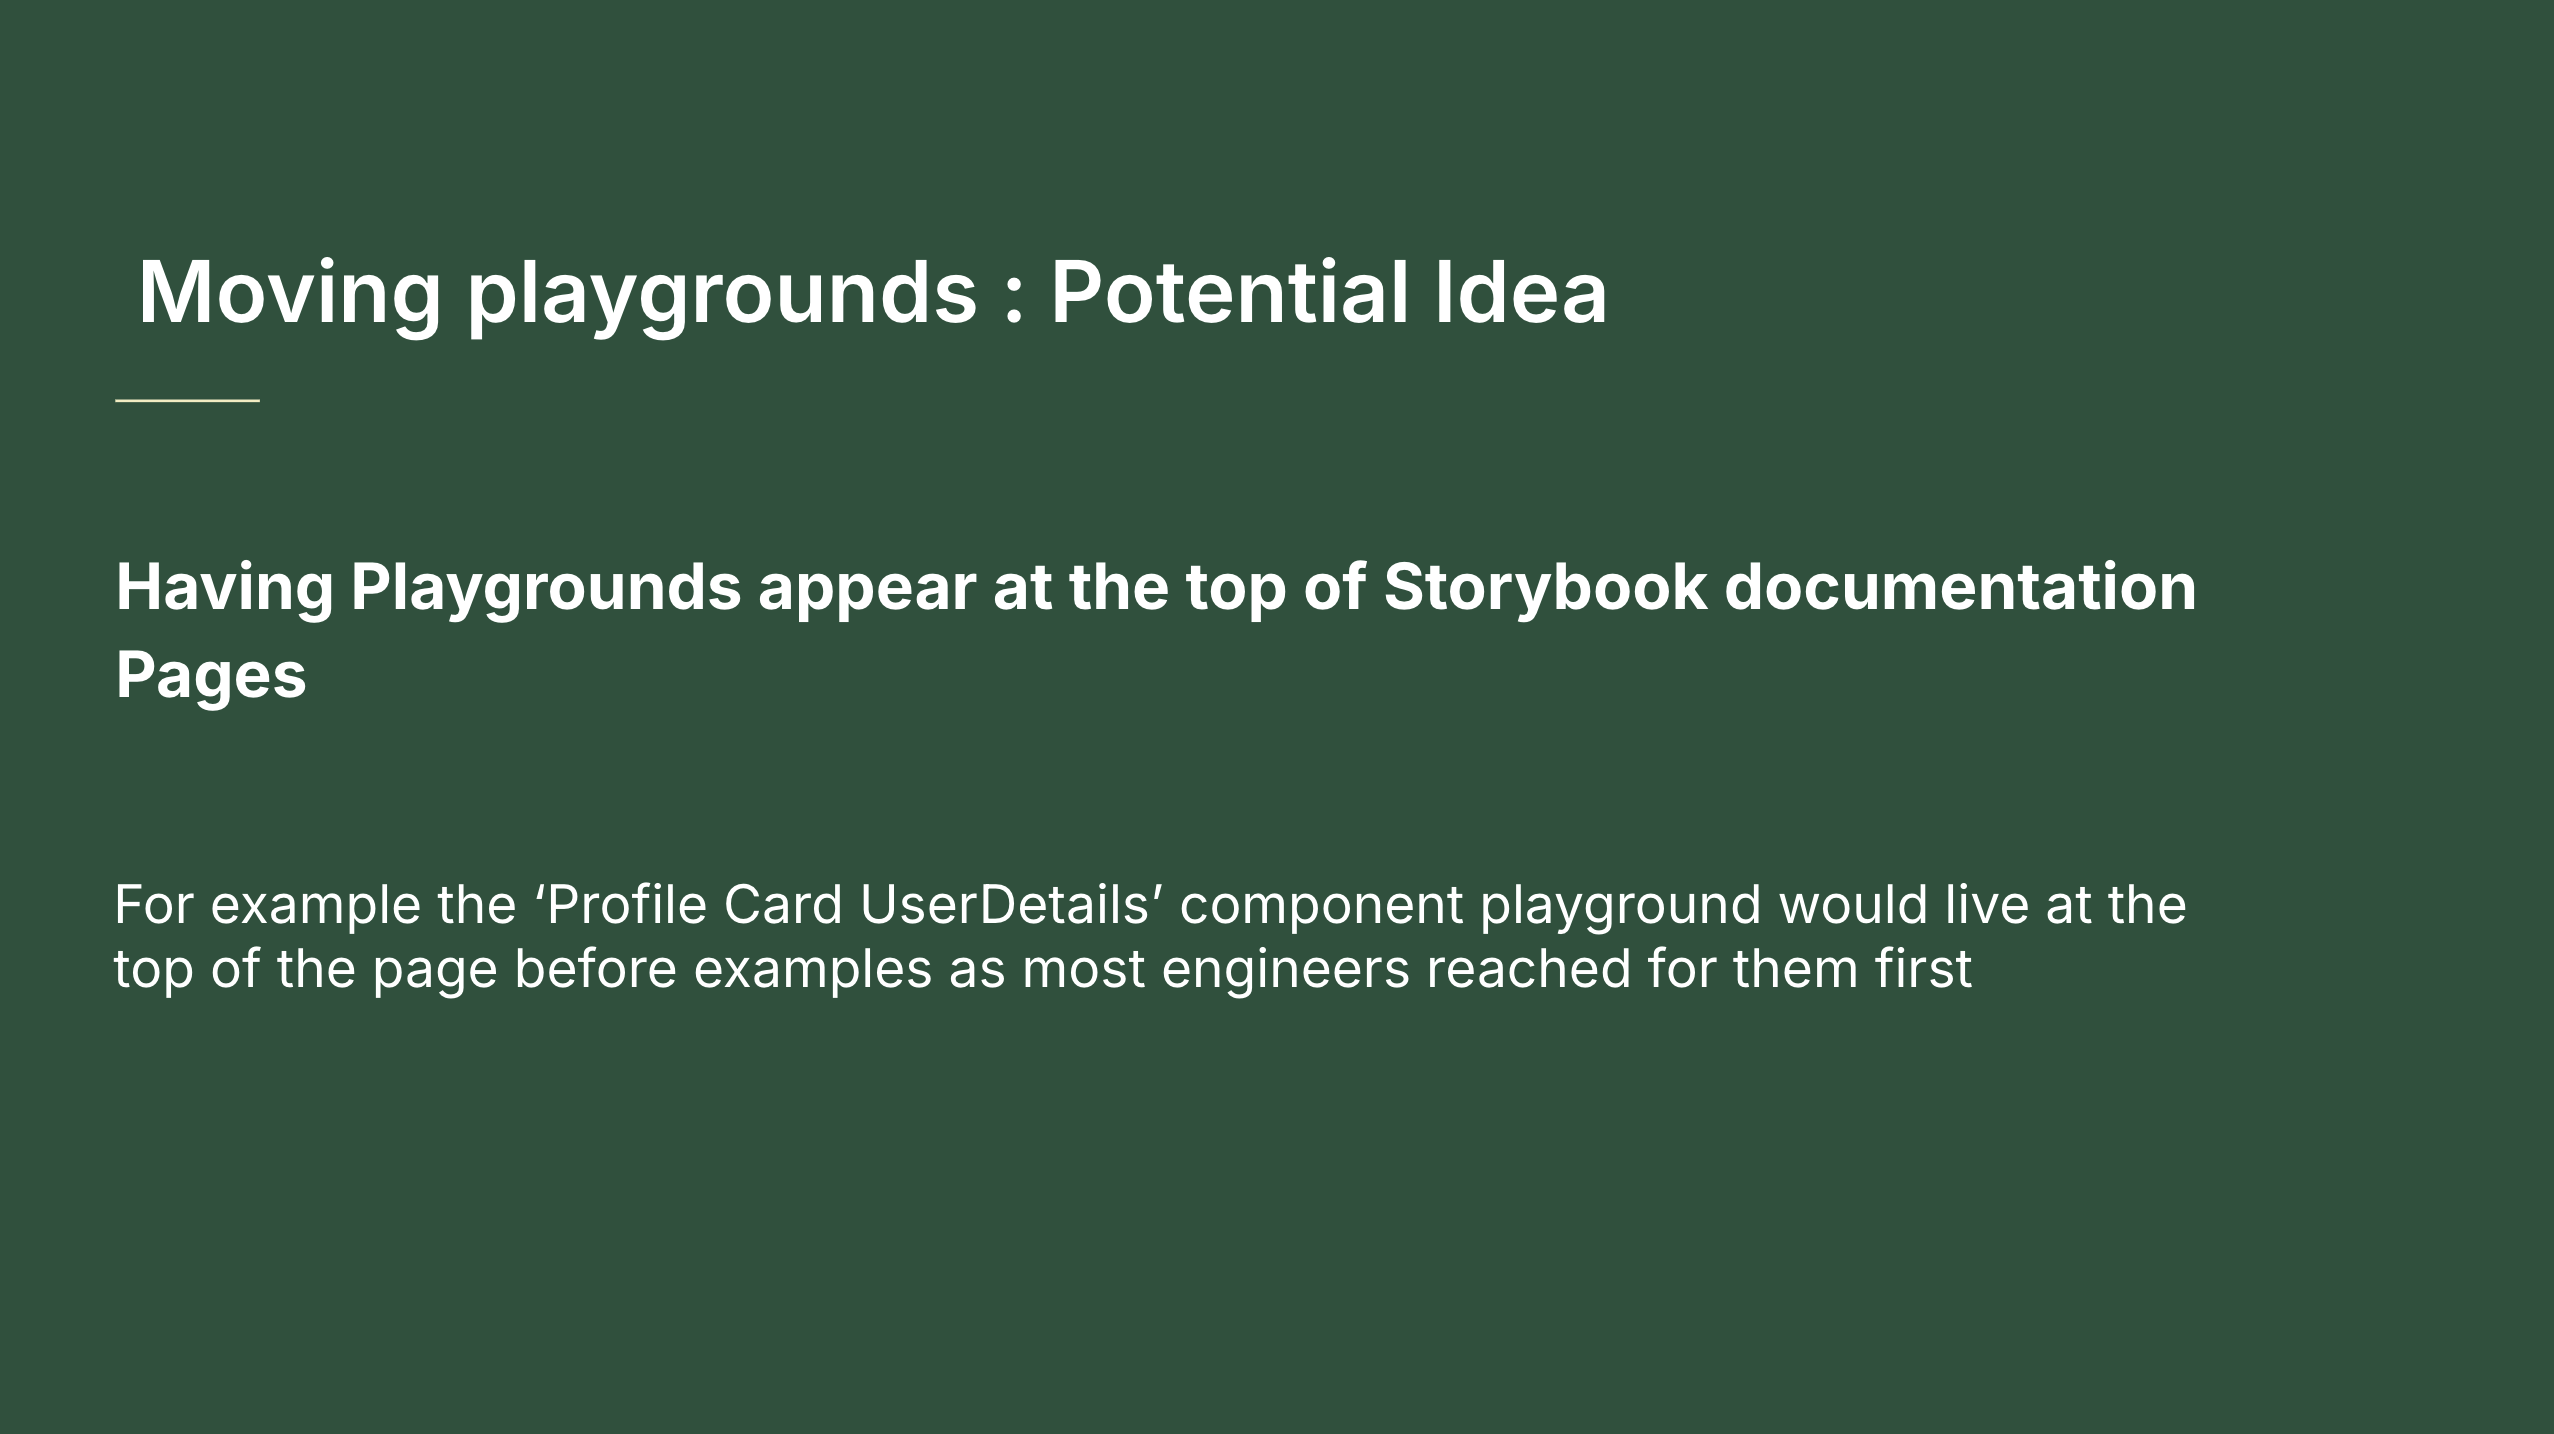 Moving playgrounds : Potential Idea
Having Playgrounds appear at the top of Storybook documentation
Pages
For example the ‘Profile Card UserDetails’ component playground would live at the
top of the page before examples as most engineers reached for them first